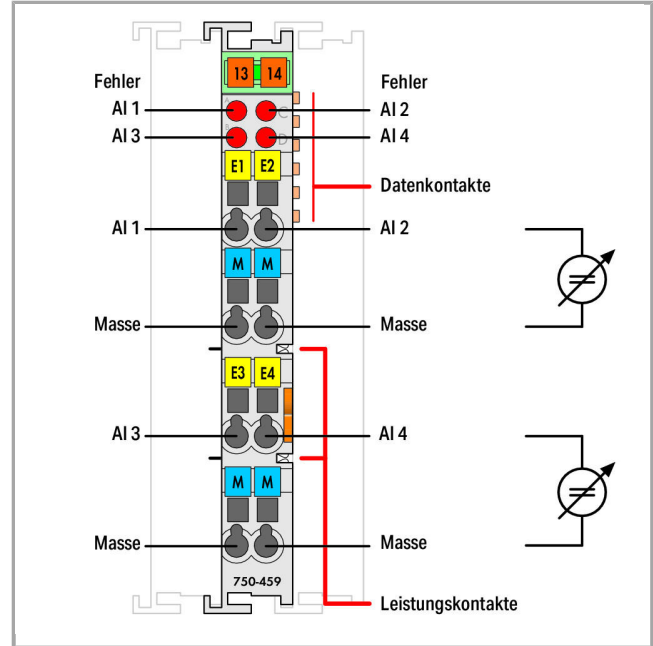 13 14
Fehler Fehler
AI 1 AI 2
AI 3 AI 4
A C
E1 E2
Datenkontakte
AI 1 AI 2
M M
Masse Masse
E3 E4
AI 3 AI 4
M M
Masse Masse
750-459
Leistungskontakte